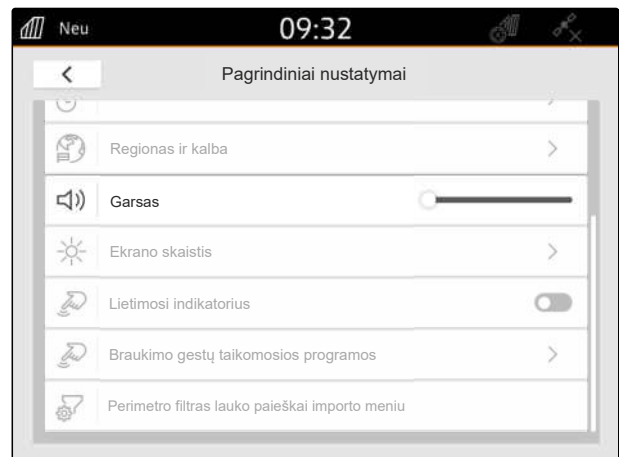 Neu
09:32
Pagrindiniai nustatymai
Regionas ir kalba
Garsas
Ekrano skaistis
Lietimosi indikatorius
Braukimo gestų taikomosios programos
Perimetro filtras lauko paieškai importo meniu